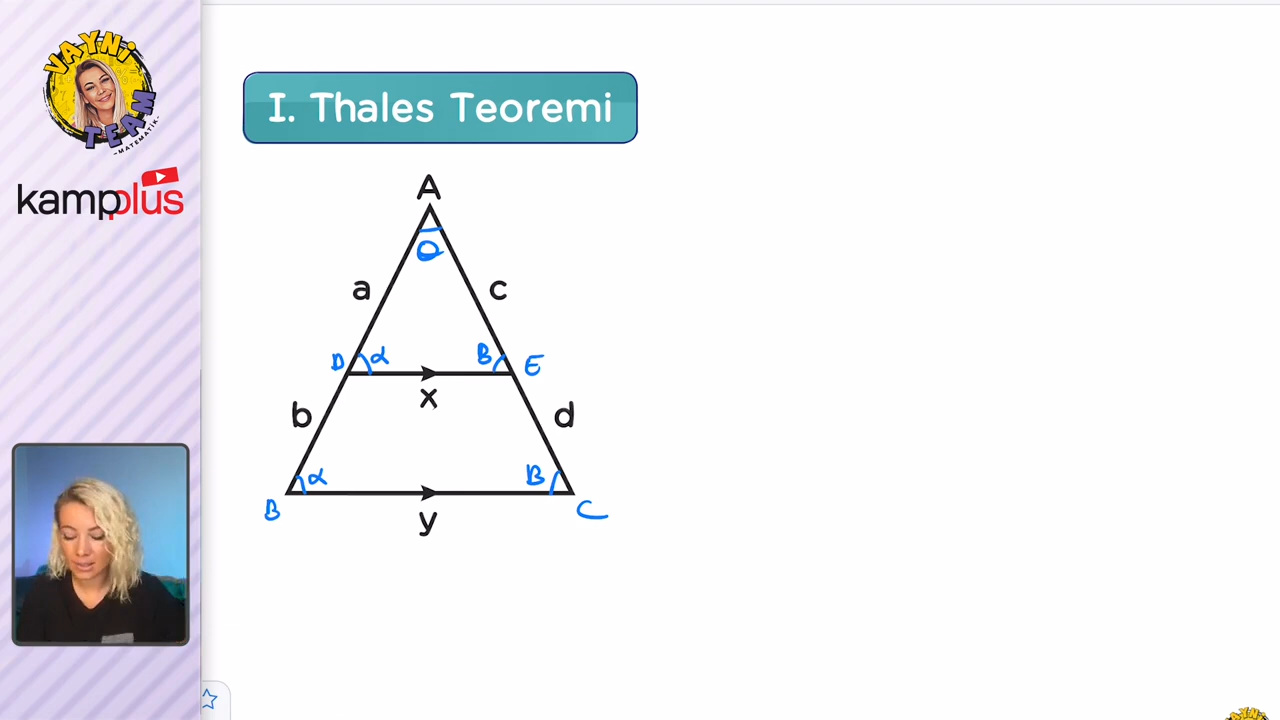 VAYNi
TEAM
-MATEMATİK-
kampplus
I. Thales Teoremi
A
a
c
D
α
B
E
x
b
d
α
B
B
C
y